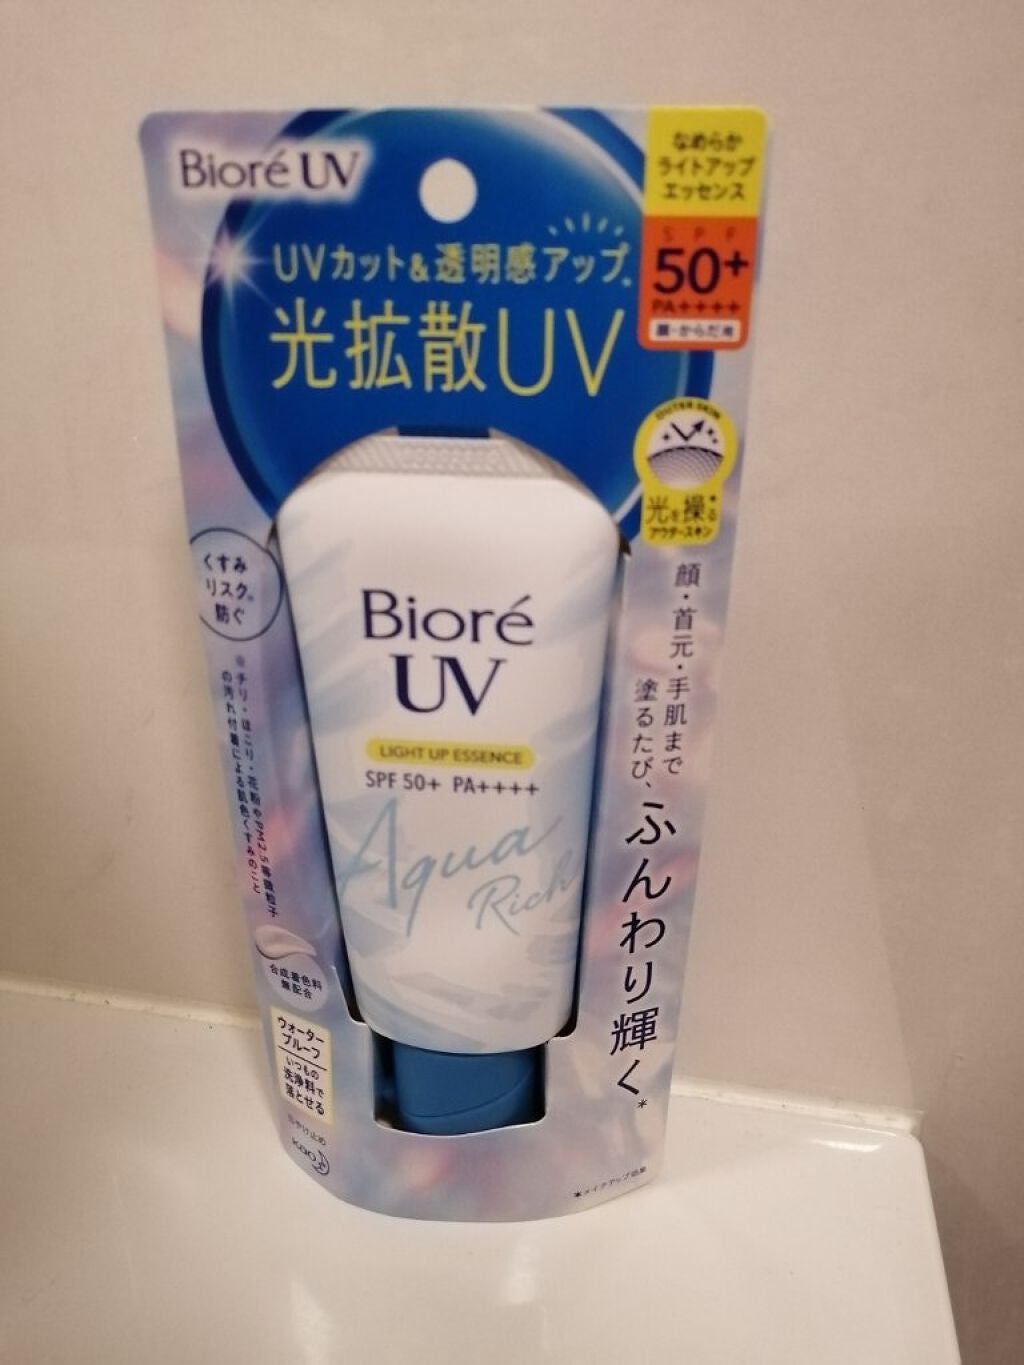 Bioré UV
なめらか
ライトアップ
エッセンス
SPF
50+
PA++++
顔・からだ用
UVカット&透明感アップ*
光拡散UV
OUTER SKIN
光を操る*
アウタースキン
くすみ
リスク※
防ぐ
※チリ・ほこり・花粉やPM2.5等微粒子
の汚れ付着による肌色くすみのこと
Bioré
UV
LIGHT UP ESSENCE
SPF 50+ PA++++
Aqua
Rich
顔・首元・手肌まで
塗るたび、
ふんわり輝く*
合成着色料
無配合
ウォーター
プルーフ
いつもの
洗浄料で
落とせる
日やけ止め
Kao
*メイクアップ効果